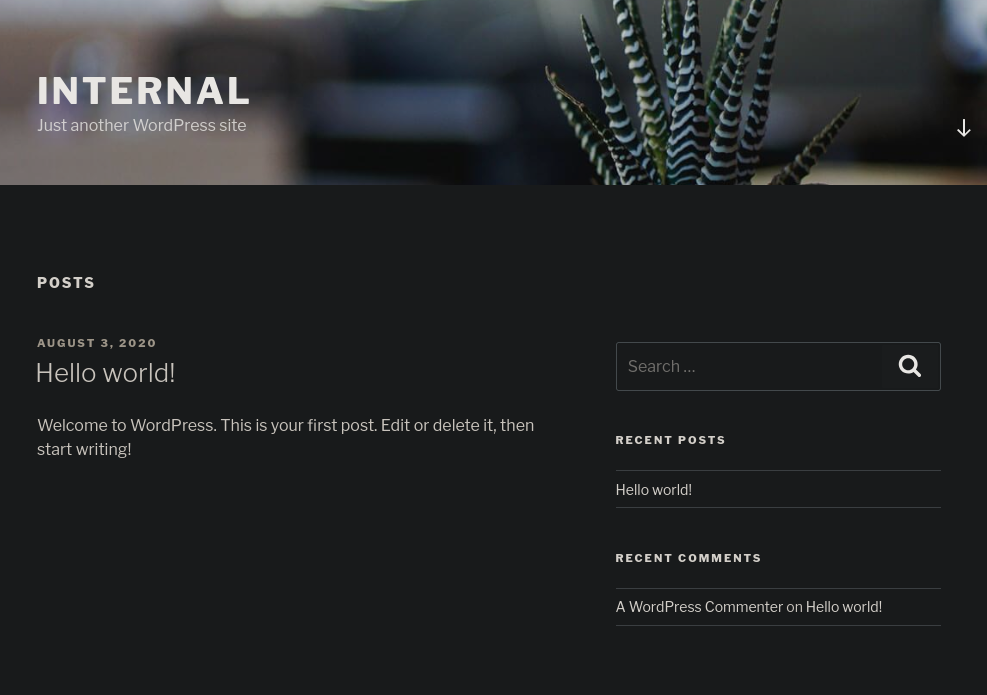 INTERNAL
Just another WordPress site
POSTS
AUGUST 3, 2020
Hello world!
Welcome to WordPress. This is your first post. Edit or delete it, then
start writing!
Search …
RECENT POSTS
Hello world!
RECENT COMMENTS
A WordPress Commenter on Hello world!